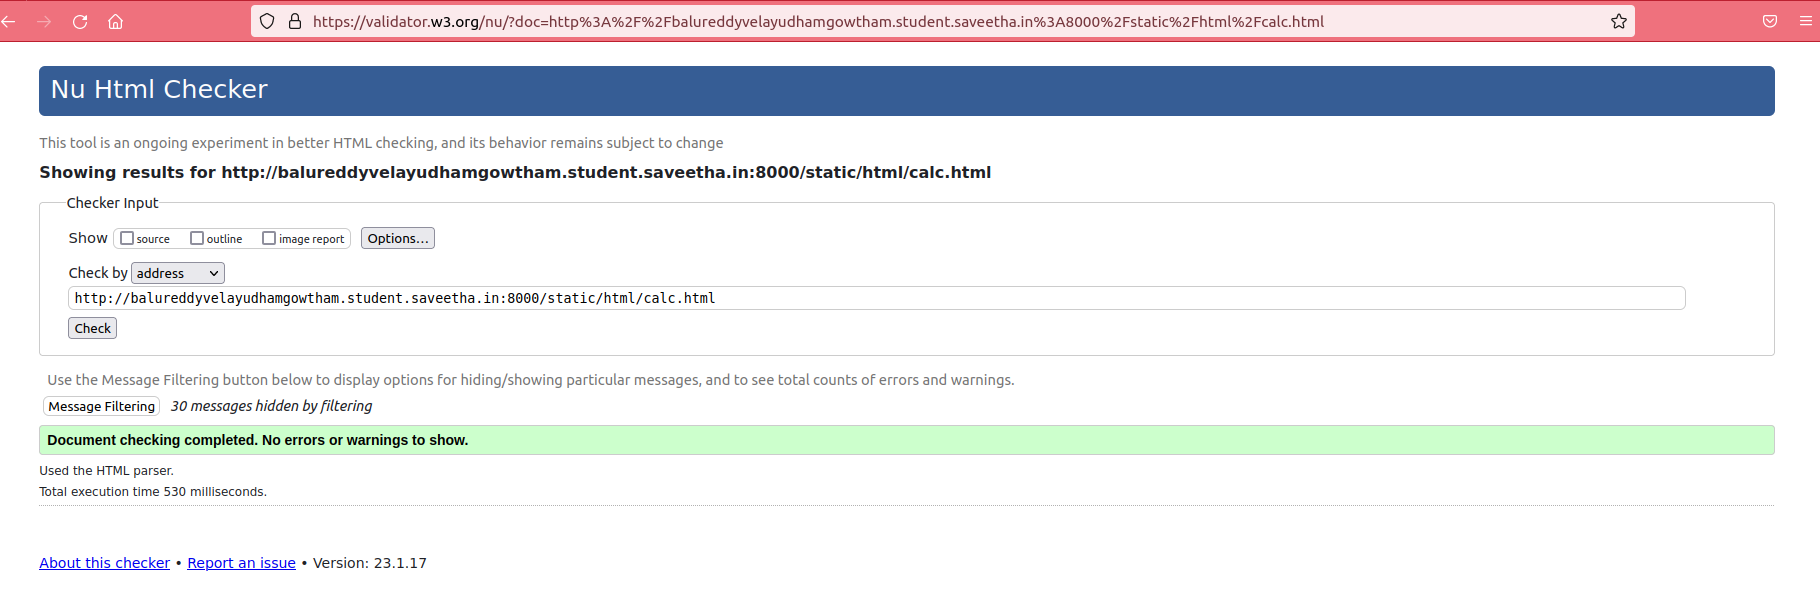 https://validator.w3.org/nu/?doc=http%3A%2F%2Fbalureddyvelayudhamgowtham.student.saveetha.in%3A8000%2Fstatic%2Fhtml%2Fcalc.html
Nu Html Checker
This tool is an ongoing experiment in better HTML checking, and its behavior remains subject to change
Showing results for http://balureddyvelayudhamgowtham.student.saveetha.in:8000/static/html/calc.html
Checker Input
Show source outline image report Options...
Check by address
http://balureddyvelayudhamgowtham.student.saveetha.in:8000/static/html/calc.html
Check
Use the Message Filtering button below to display options for hiding/showing particular messages, and to see total counts of errors and warnings.
Message Filtering 30 messages hidden by filtering
Document checking completed. No errors or warnings to show.
Used the HTML parser.
Total execution time 530 milliseconds.
About this checker • Report an issue • Version: 23.1.17